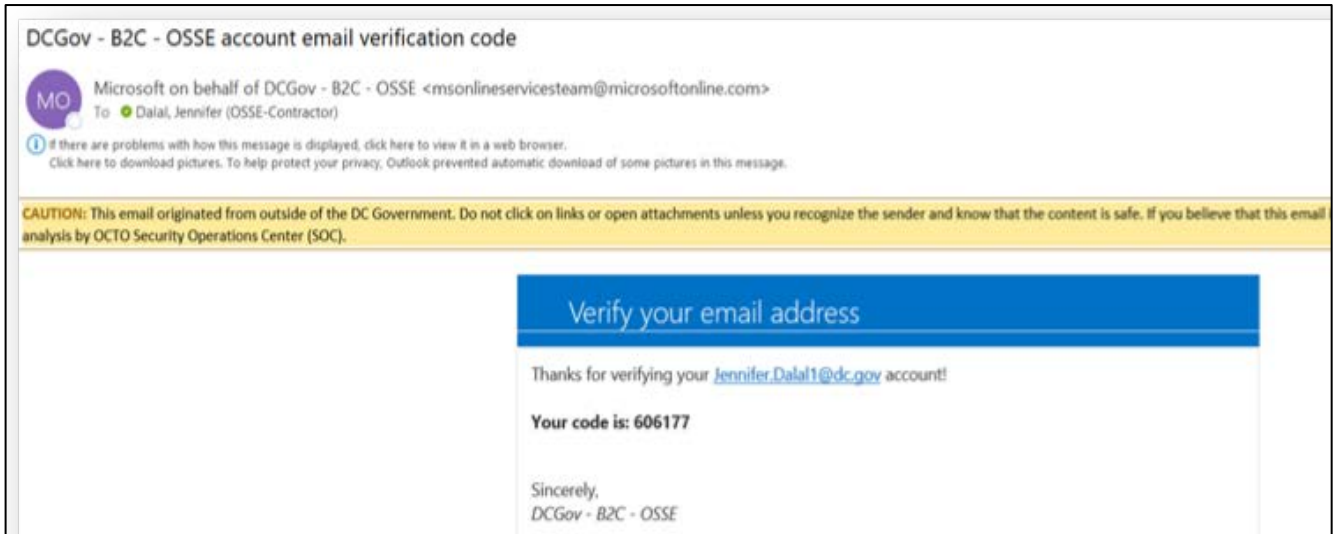 DCGov - B2C - OSSE account email verification code
MO
Microsoft on behalf of DCGov - B2C - OSSE <msonlineservicesteam@microsoftonline.com>
To Dalal, Jennifer (OSSE-Contractor)
If there are problems with how this message is displayed, click here to view it in a web browser.
Click here to download pictures. To help protect your privacy, Outlook prevented automatic download of some pictures in this message.
CAUTION: This email originated from outside of the DC Government. Do not click on links or open attachments unless you recognize the sender and know that the content is safe. If you believe that this email
analysis by OCTO Security Operations Center (SOC).
Verify your email address
Thanks for verifying your Jennifer.Dalal1@dc.gov account!
Your code is: 606177
Sincerely,
DCGov - B2C - OSSE